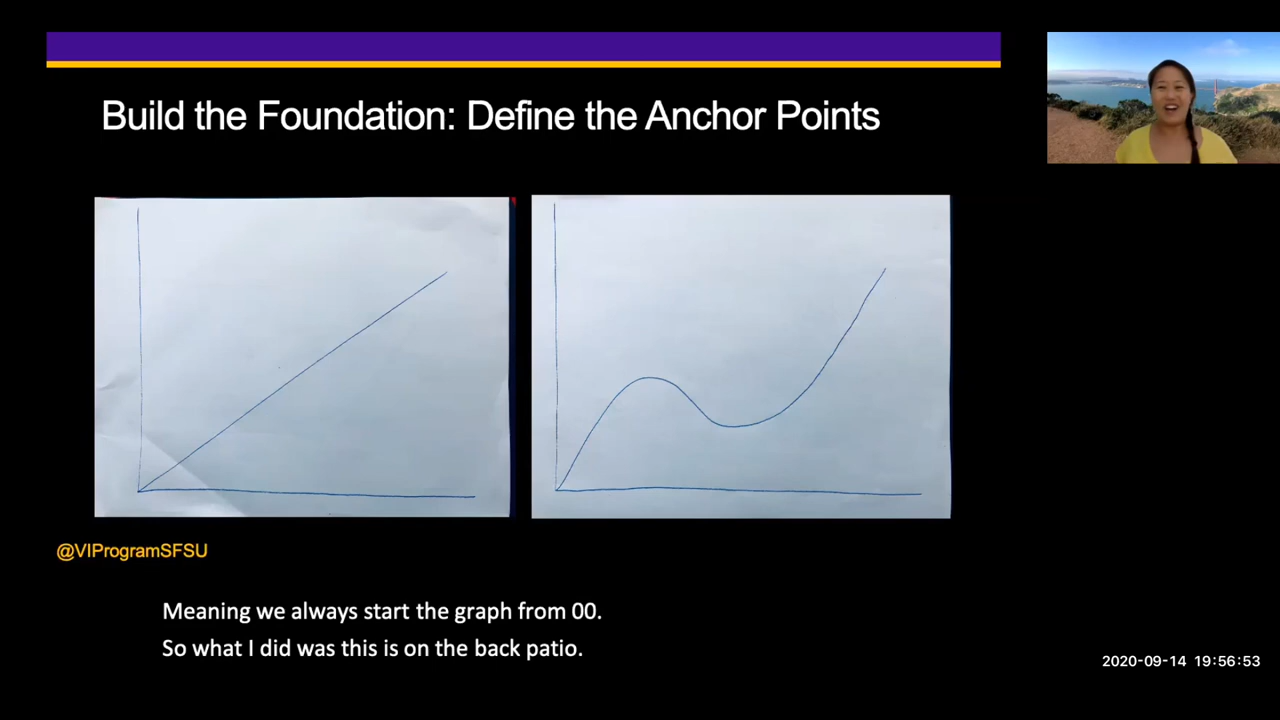 Build the Foundation: Define the Anchor Points
@VIProgramSFSU
Meaning we always start the graph from 00.
So what I did was this is on the back patio.
2020-09-14 19:56:53